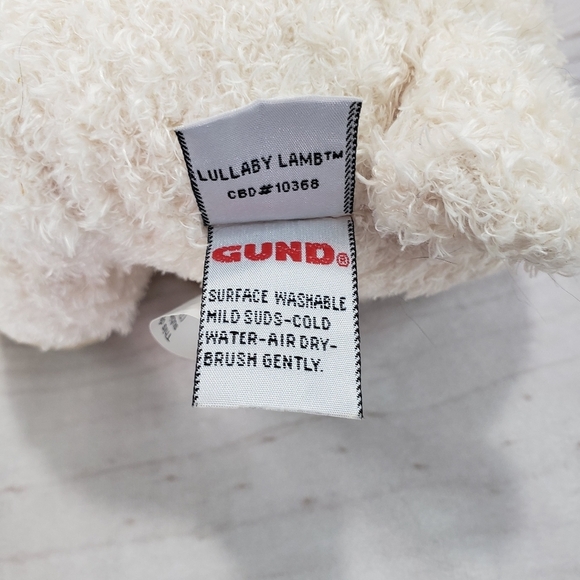 LULLABY LAMB™
CBD#10368
GUND®
SURFACE WASHABLE
MILD SUDS-COLD
WATER-AIR DRY-
BRUSH GENTLY.